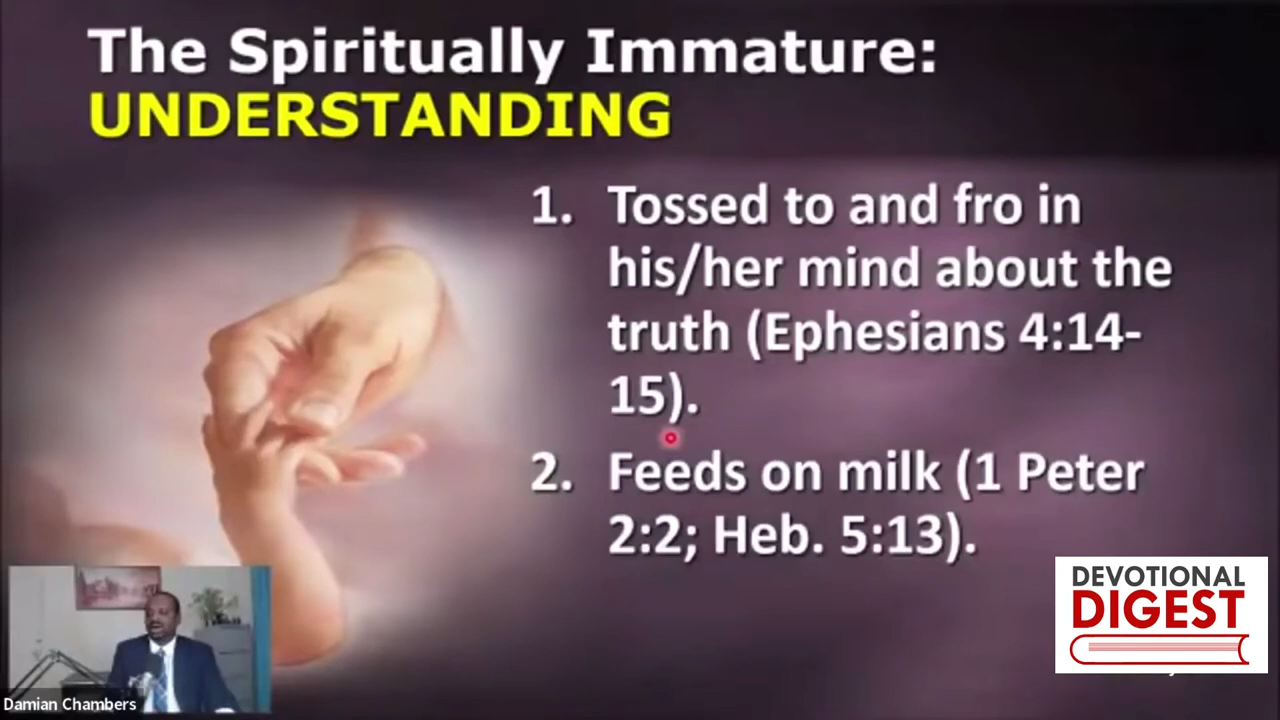 The Spiritually Immature:
UNDERSTANDING
1. Tossed to and fro in
his/her mind about the
truth (Ephesians 4:14-
15).
2. Feeds on milk (1 Peter
2:2; Heb. 5:13).
DEVOTIONAL
DIGEST
Damian Chambers